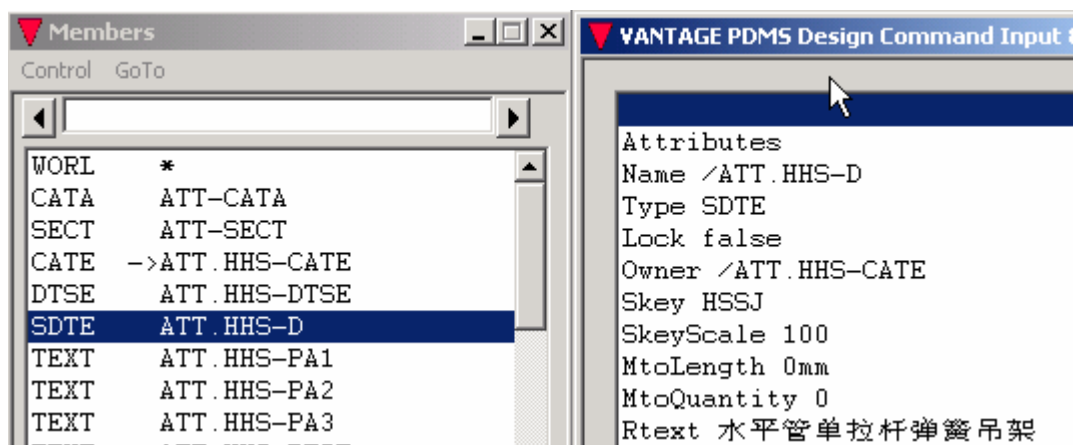 Members
Control GoTo
WORL *
CATA ATT-CATA
SECT ATT-SECT
CATE ->ATT.HHS-CATE
DTSE ATT.HHS-DTSE
SDTE ATT.HHS-D
TEXT ATT.HHS-PA1
TEXT ATT.HHS-PA2
TEXT ATT.HHS-PA3
VANTAGE PDMS Design Command Input &
Attributes
Name /ATT.HHS-D
Type SDTE
Lock false
Owner /ATT.HHS-CATE
Skey HSSJ
SkeyScale 100
MtoLength 0mm
MtoQuantity 0
Rtext 水平管单拉杆弹簧吊架